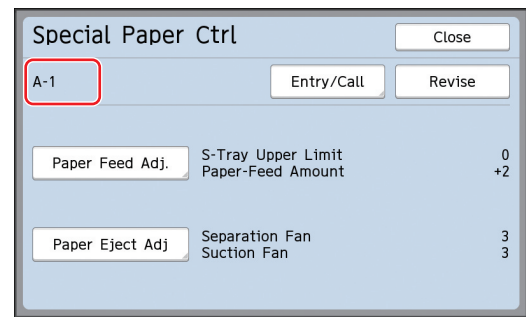 Special Paper Ctrl
Close
A-1
Entry/Call
Revise
Paper Feed Adj.
S-Tray Upper Limit 0
Paper-Feed Amount +2
Paper Eject Adj
Separation Fan 3
Suction Fan 3